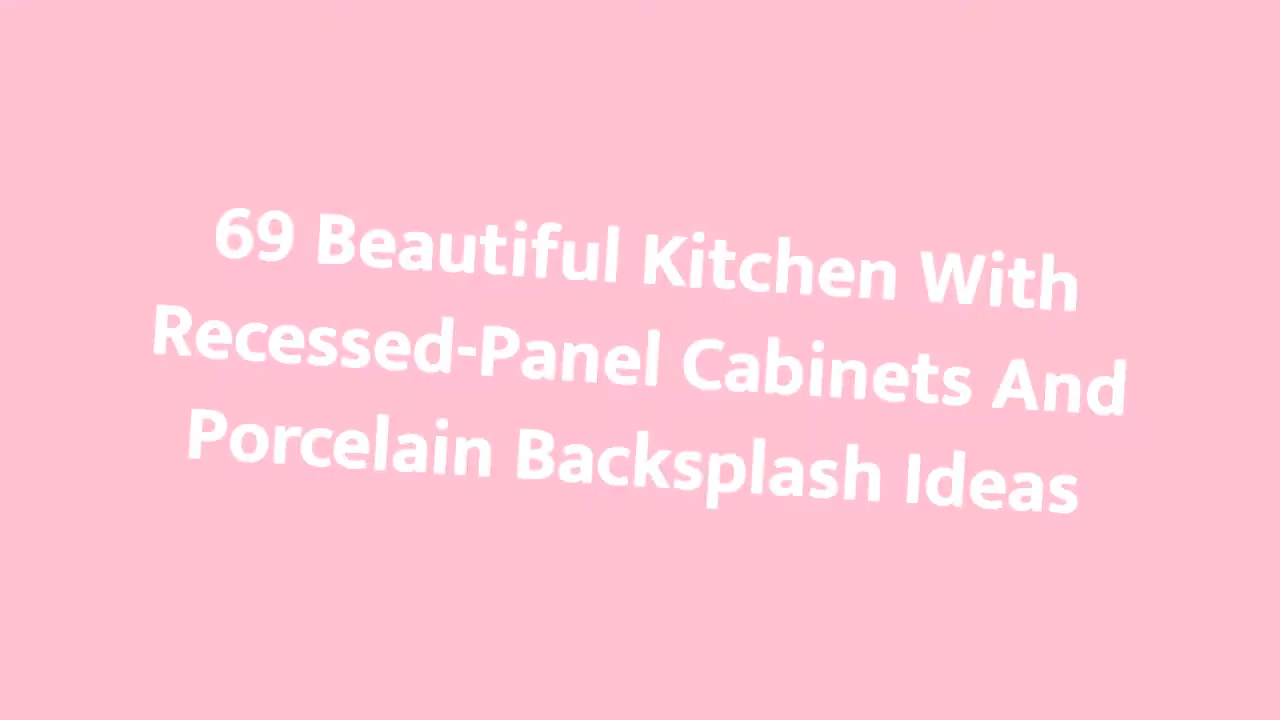 69 Beautiful Kitchen With
Recessed-Panel Cabinets And
Porcelain Backsplash Ideas